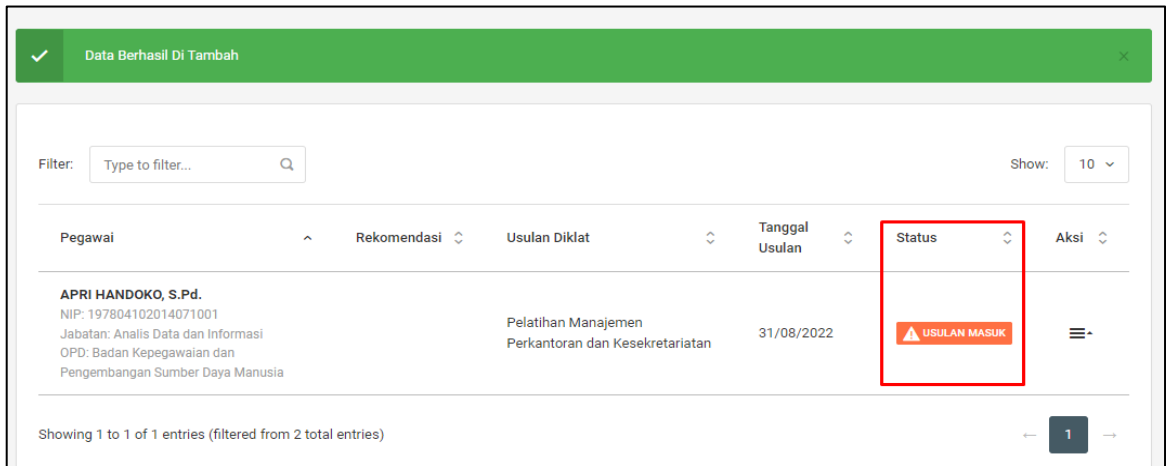 Data Berhasil Di Tambah
Filter: Type to filter... Show: 10
Pegawai Rekomendasi Usulan Diklat Tanggal Usulan Status Aksi
APRI HANDOKO, S.Pd.
NIP: 197804102014071001
Jabatan: Analis Data dan Informasi
OPD: Badan Kepegawaian dan
Pengembangan Sumber Daya Manusia
Pelatihan Manajemen
Perkantoran dan Kesekretariatan
31/08/2022
USULAN MASUK
Showing 1 to 1 of 1 entries (filtered from 2 total entries)
← 1 →